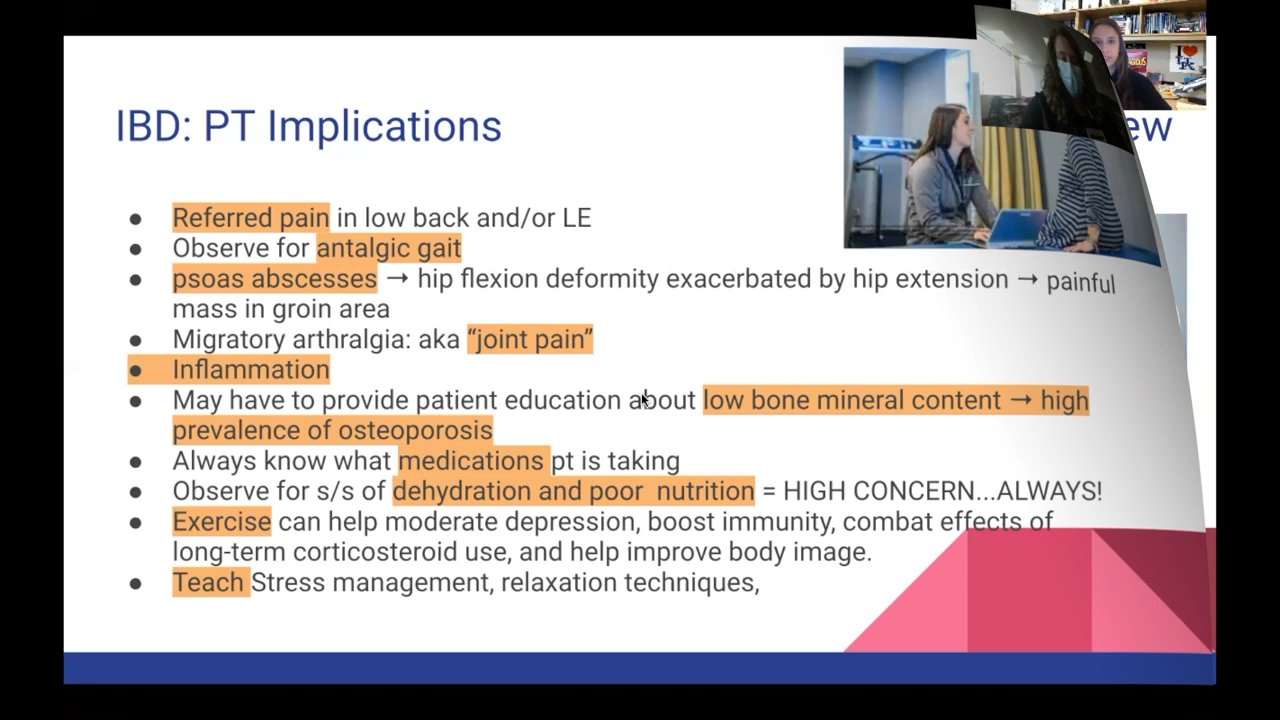 IBD: PT Implications
ew
I ❤ 
● Referred pain in low back and/or LE
● Observe for antalgic gait
● psoas abscesses → hip flexion deformity exacerbated by hip extension → painful
mass in groin area
● Migratory arthralgia: aka “joint pain”
● Inflammation
● May have to provide patient education about low bone mineral content → high
prevalence of osteoporosis
● Always know what medications pt is taking
● Observe for s/s of dehydration and poor  nutrition = HIGH CONCERN...ALWAYS!
● Exercise can help moderate depression, boost immunity, combat effects of
long-term corticosteroid use, and help improve body image.
● Teach Stress management, relaxation techniques,